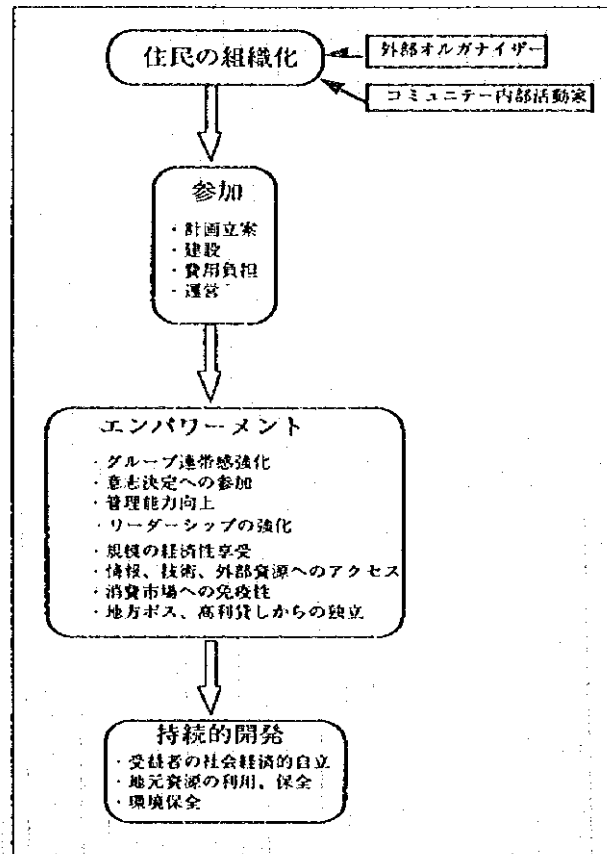 住民の組織化
外部オルガナイザー
コミュニテー内部活動家
参加
・計画立案
・建設
・費用負担
・運営
エンパワーメント
・グループ連帯感強化
・意志決定への参加
・管理能力向上
・リーダーシップの強化
・規模の経済性享受
・情報、技術、外部資源へのアクセス
・消費市場への免疫性
・地方ボス、高利貸しからの独立
持続的開発
・受益者の社会経済的自立
・地元資源の利用、保全
・環境保全